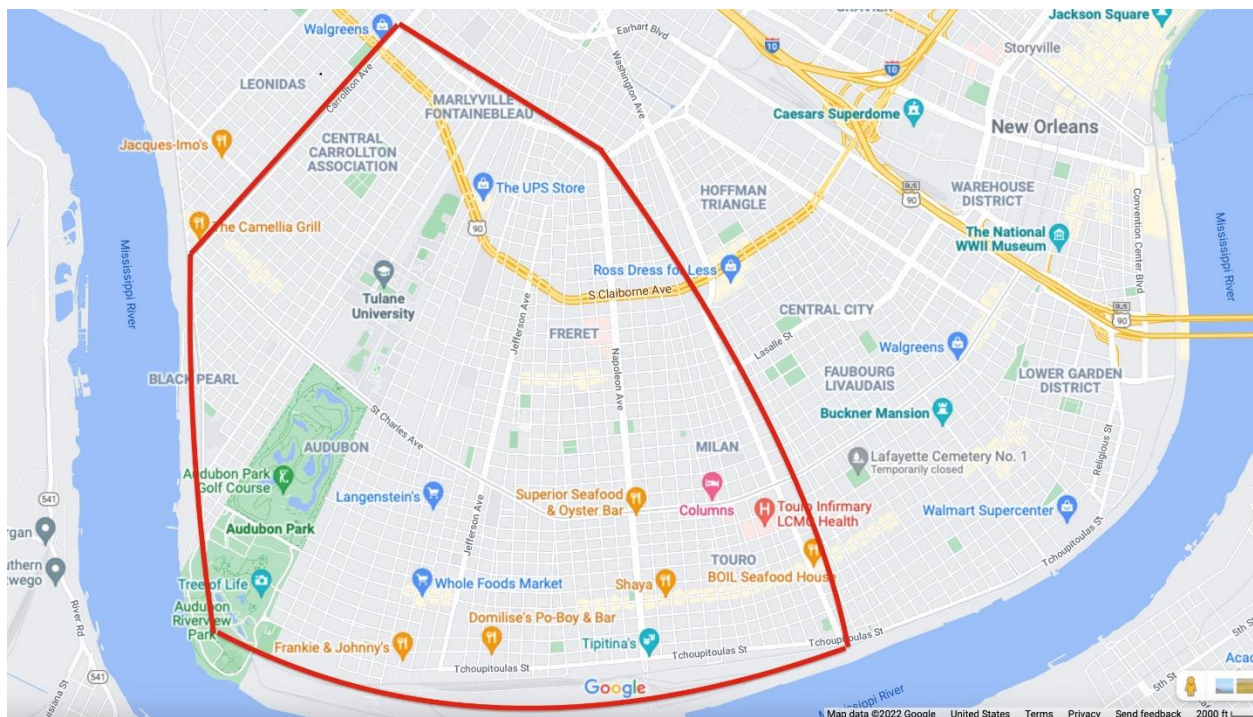 Walgreens
Earhart Blvd
Jackson Square
10
Storyville
LEONIDAS
Carrollton Ave
Washington Ave
10
MARLYVILLE
FONTAINEBLEAU
Caesars Superdome
New Orleans
Jacques-Imo's
CENTRAL
CARROLLTON
ASSOCIATION
The UPS Store
HOFFMAN
TRIANGLE
BUS
90
WAREHOUSE
DISTRICT
Convention Center Blvd
The Camellia Grill
90
The National
WWII Museum
Mississippi River
Mississippi River
Tulane
University
Ross Dress for Less
S Claiborne Ave
BUS
90
Jefferson Ave
FRERET
CENTRAL CITY
Lasalle St
Napoleon Ave
Walgreens
BLACK PEARL
FAUBOURG
LIVAUDAIS
LOWER GARDEN
DISTRICT
St Charles Ave
Buckner Mansion
Religious St
AUDUBON
MILAN
Lafayette Cemetery No. 1
Temporarily closed
Audubon Park
Golf Course
Langenstein's
Superior Seafood
& Oyster Bar
Columns
Touro Infirmary
LCMC Health
Walmart Supercenter
541
Audubon Park
Jefferson Ave
Tchoupitoulas St
TOURO
BOIL Seafood House
Tree of Life
Whole Foods Market
Shaya
Audubon
Riverview
Park
River Rd
Domilise's Po-Boy & Bar
Frankie & Johnny's
Tipitina's
Tchoupitoulas St
Tchoupitoulas St
Tchoupitoulas St
541
Google
Mississippi River
5th St
5th St
Map data ©2022 Google United States Terms Privacy Send feedback 2000 ft